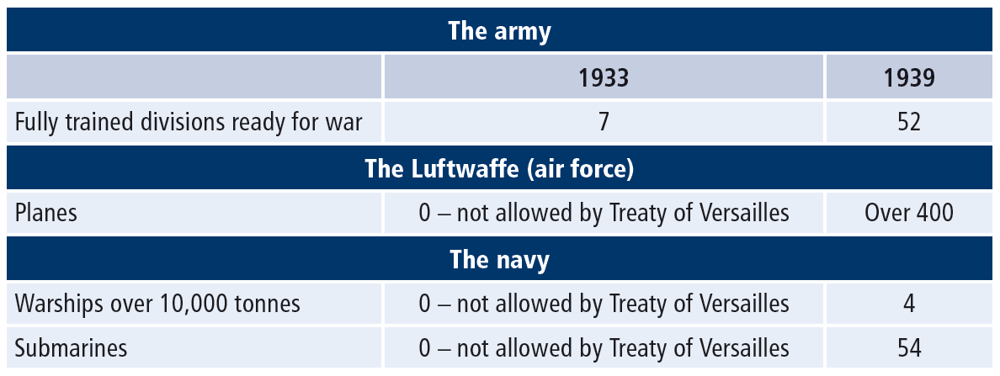 The army
1933 1939
Fully trained divisions ready for war 7 52
The Luftwaffe (air force)
Planes 0 – not allowed by Treaty of Versailles Over 400
The navy
Warships over 10,000 tonnes 0 – not allowed by Treaty of Versailles 4
Submarines 0 – not allowed by Treaty of Versailles 54